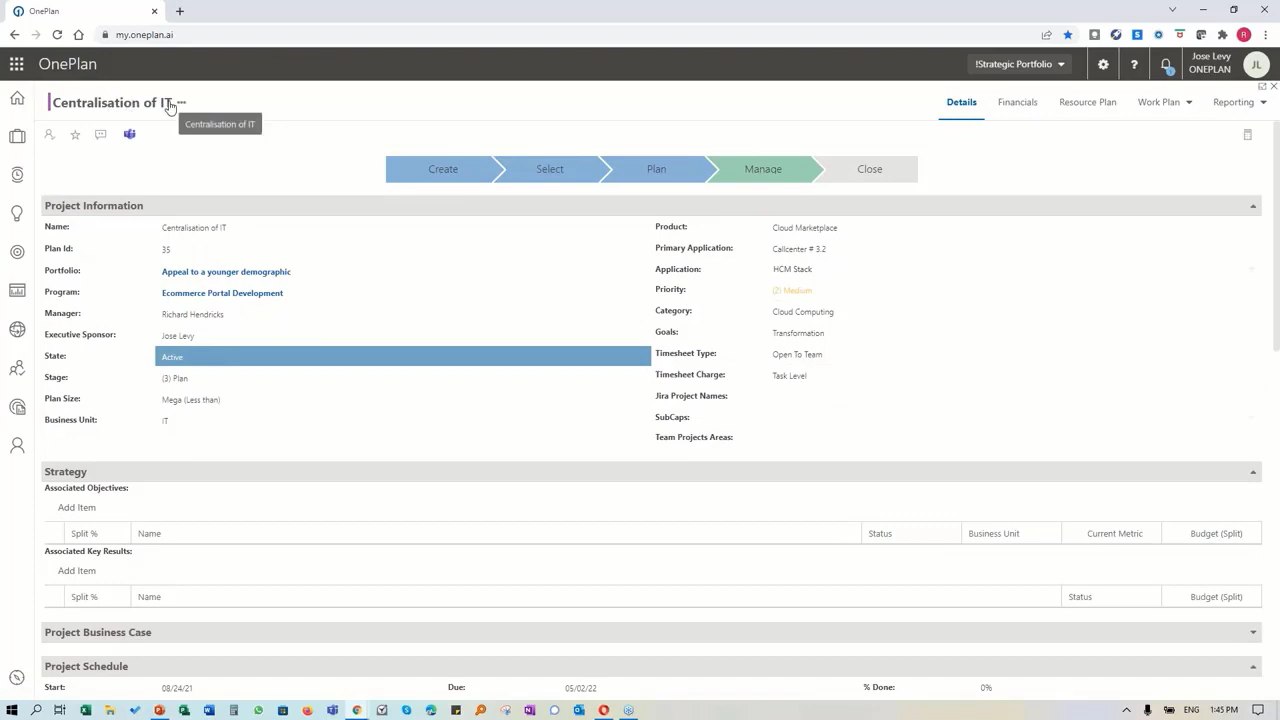 OnePlan
my.oneplan.ai
R
OnePlan
!Strategic Portfolio
?
Jose Levy
ONEPLAN
JL
Centralisation of IT ...
Centralisation of IT
Details
Financials
Resource Plan
Work Plan
Reporting
Create
Select
Plan
Manage
Close
Project Information
Name:
Centralisation of IT
Product:
Cloud Marketplace
Plan Id:
35
Primary Application:
Callcenter # 3.2
Portfolio:
Appeal to a younger demographic
Application:
HCM Stack
Program:
Ecommerce Portal Development
Priority:
(2) Medium
Manager:
Richard Hendricks
Category:
Cloud Computing
Executive Sponsor:
Jose Levy
Goals:
Transformation
State:
Active
Timesheet Type:
Open To Team
Stage:
(3) Plan
Timesheet Charge:
Task Level
Plan Size:
Mega (Less than)
Jira Project Names:
Business Unit:
IT
SubCaps:
Team Projects Areas:
Strategy
Associated Objectives:
Add Item
Split %
Name
Status
Business Unit
Current Metric
Budget (Split)
Associated Key Results:
Add Item
Split %
Name
Status
Budget (Split)
Project Business Case
Project Schedule
Start:
08/24/21
Due:
05/02/22
% Done:
0%
ENG
1:45 PM